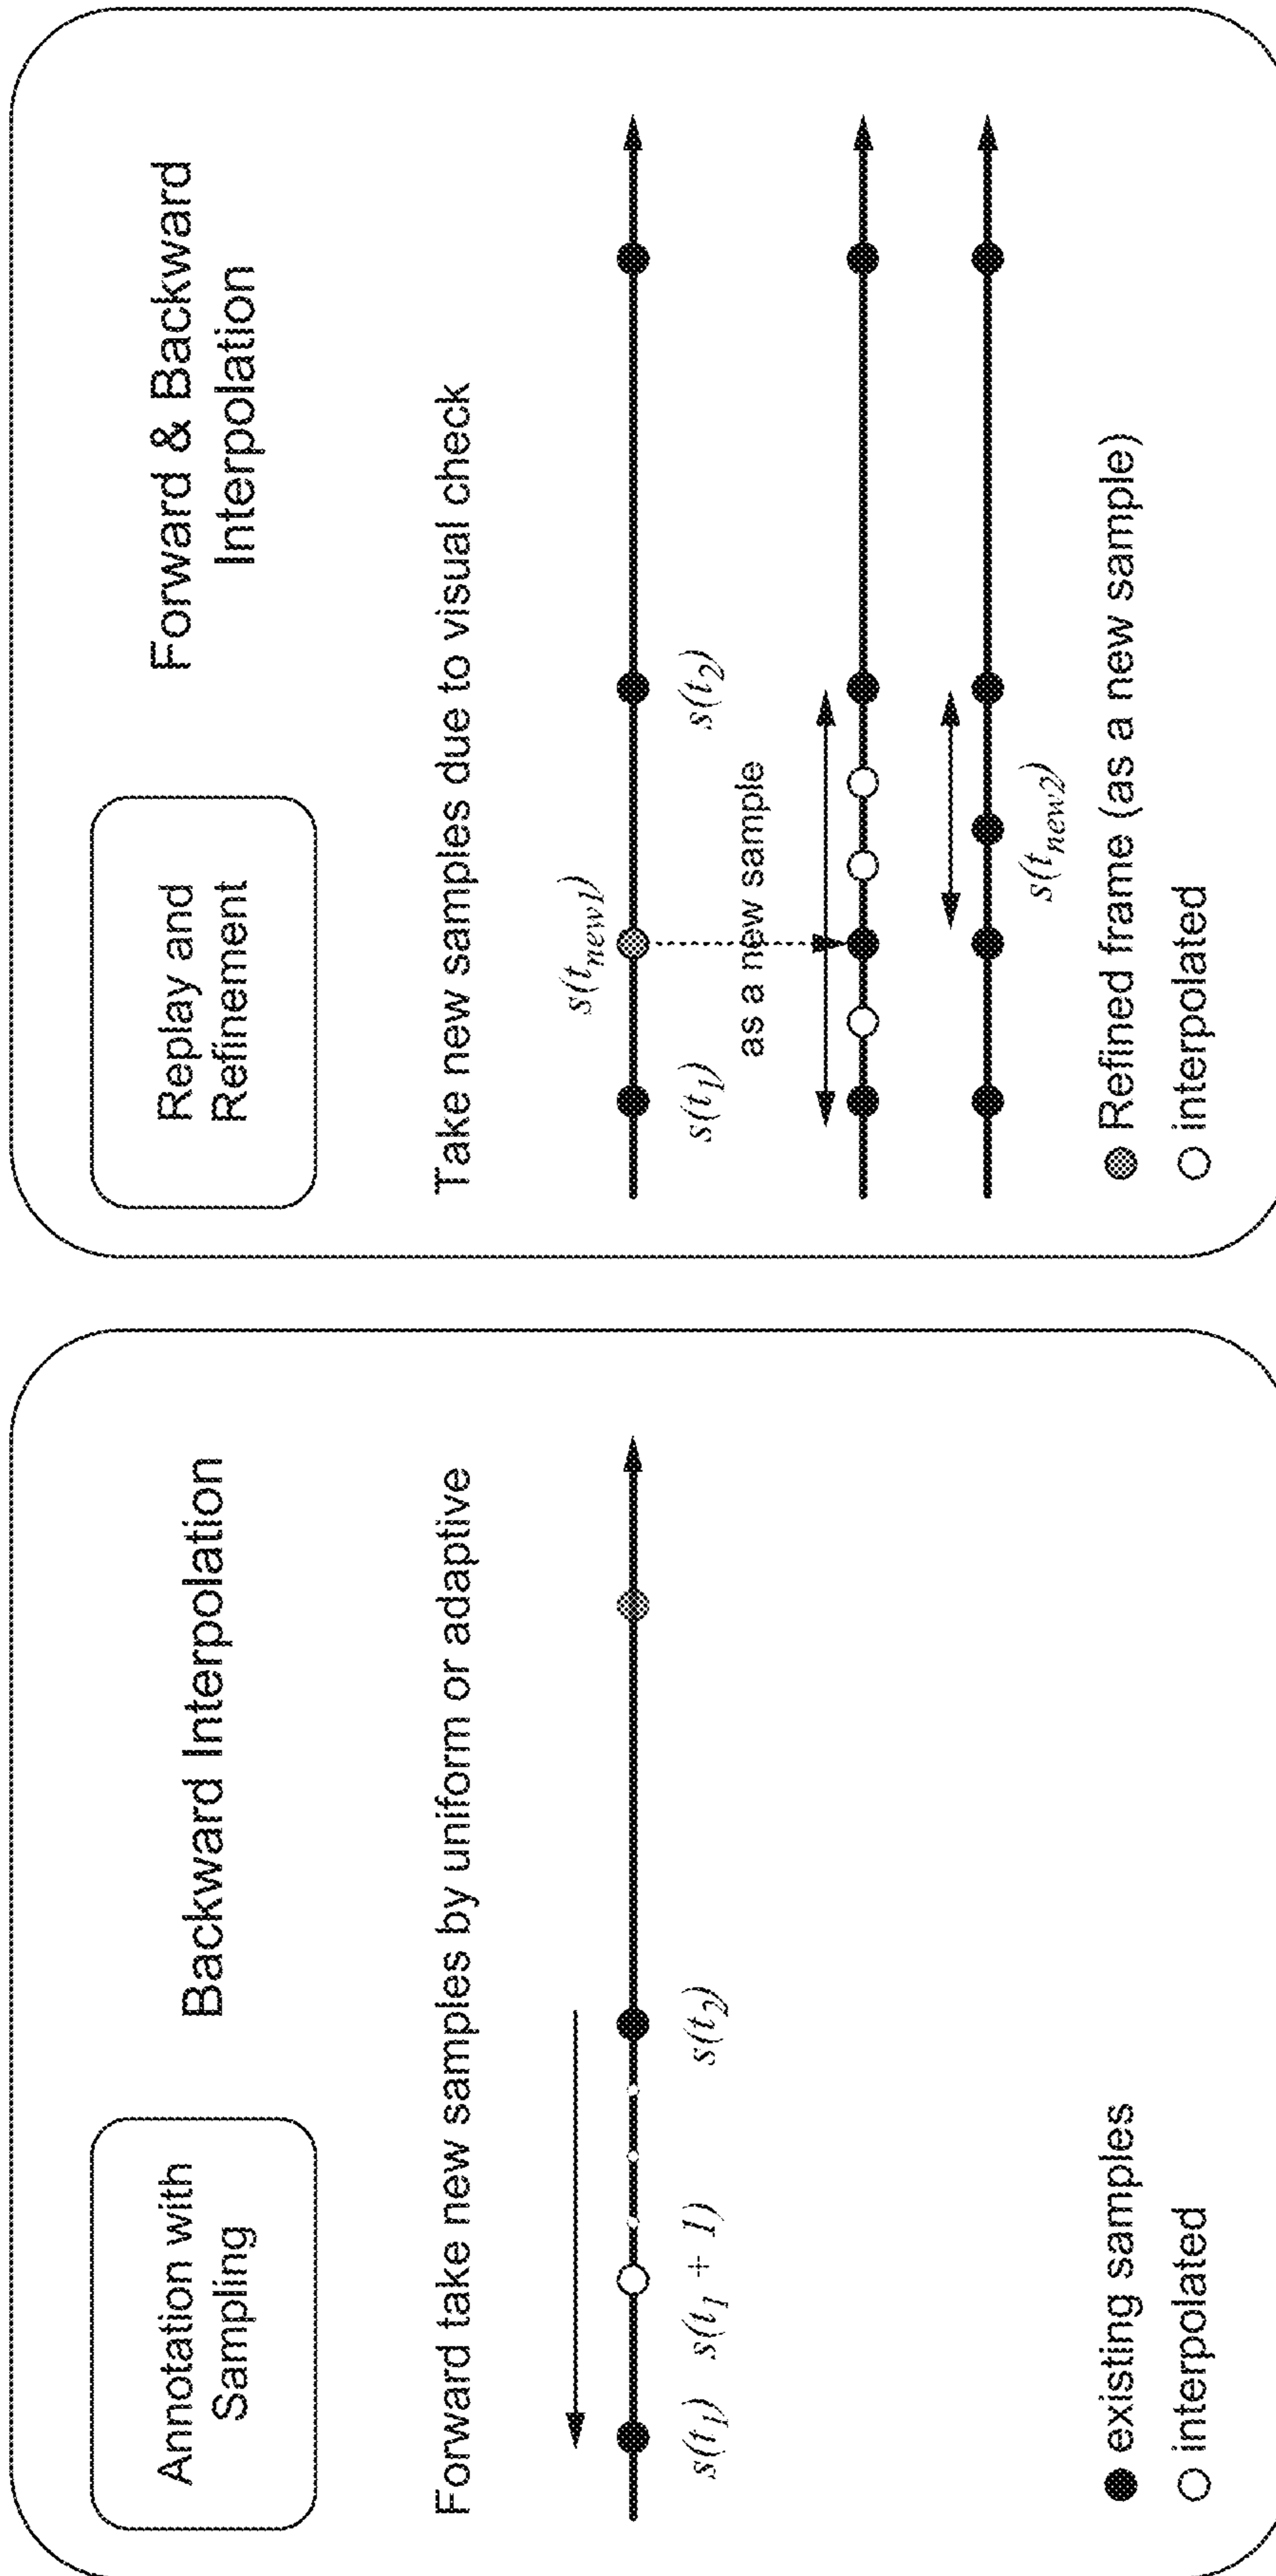 Annotation with
Sampling
Backward Interpolation
Forward take new samples by uniform or adaptive
s(t₁) s(t₁ + 1) s(t₂)
existing samples
interpolated
Replay and
Refinement
Forward & Backward
Interpolation
Take new samples due to visual check
s(tₙₑw₁)
s(t₁) s(t₂)
as a new sample
s(tₙₑw₂)
Refined frame (as a new sample)
interpolated